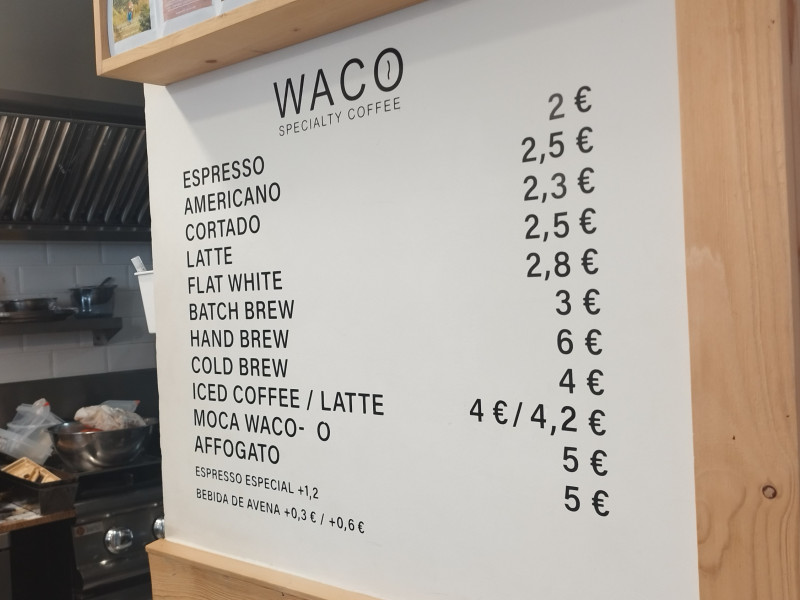 WACO
SPECIALTY COFFEE
ESPRESSO 2 €
AMERICANO 2,5 €
CORTADO 2,3 €
LATTE 2,5 €
FLAT WHITE 2,8 €
BATCH BREW 3 €
HAND BREW 6 €
COLD BREW 4 €
ICED COFFEE / LATTE 4 € / 4,2 €
MOCA WACO- O 5 €
AFFOGATO 5 €
ESPRESSO ESPECIAL +1,2
BEBIDA DE AVENA +0,3 € / +0,6 €